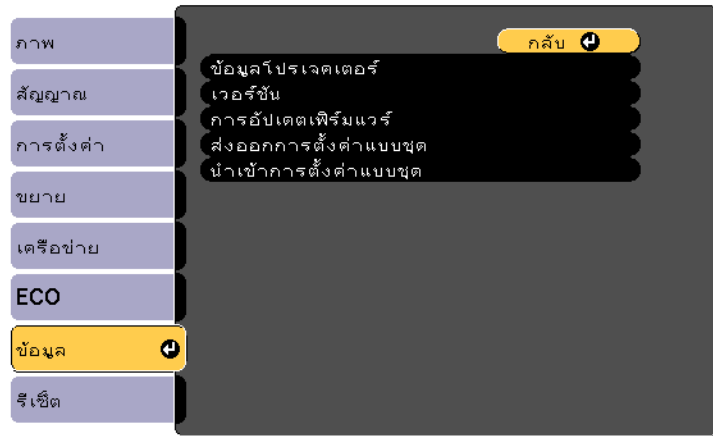 ภาพ
สัญญาณ
การตั้งค่า
ขยาย
เครือข่าย
ECO
ข้อมูล
รีเซ็ต
กลับ
ข้อมูลโปรเจคเตอร์
เวอร์ชัน
การอัปเดตเฟิร์มแวร์
ส่งออกการตั้งค่าแบบชุด
นำเข้าการตั้งค่าแบบชุด